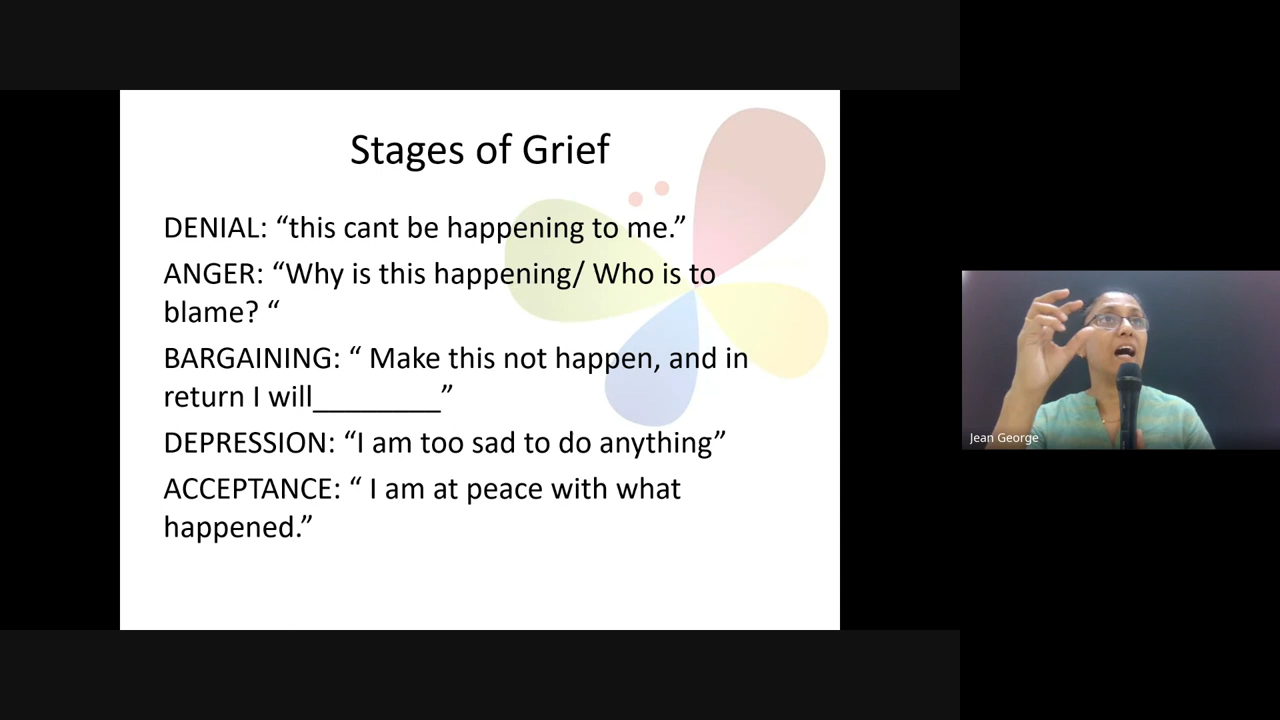 Stages of Grief
DENIAL: “this cant be happening to me.”
ANGER: “Why is this happening/ Who is to
blame? “
BARGAINING: “ Make this not happen, and in
return I will________”
DEPRESSION: “I am too sad to do anything”
ACCEPTANCE: “ I am at peace with what
happened.”
Jean George